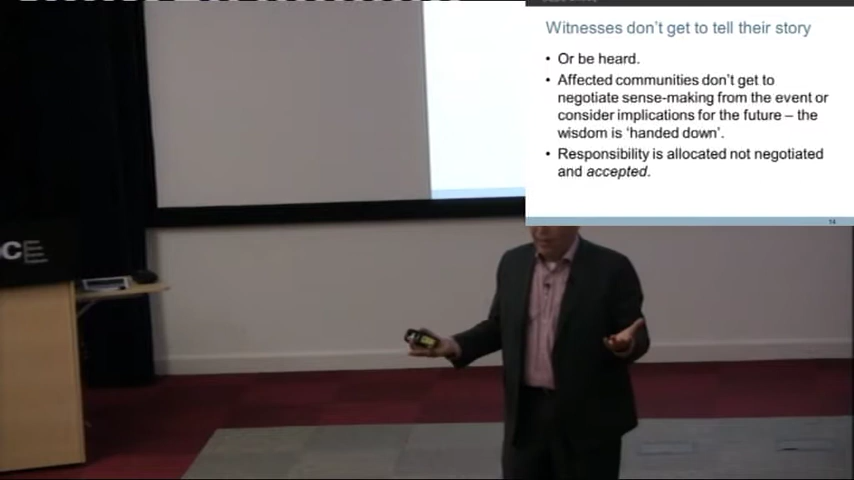 Witnesses don't get to tell their story
• Or be heard.
• Affected communities don't get to
negotiate sense-making from the event or
consider implications for the future – the
wisdom is 'handed down'.
• Responsibility is allocated not negotiated
and accepted.
14
C